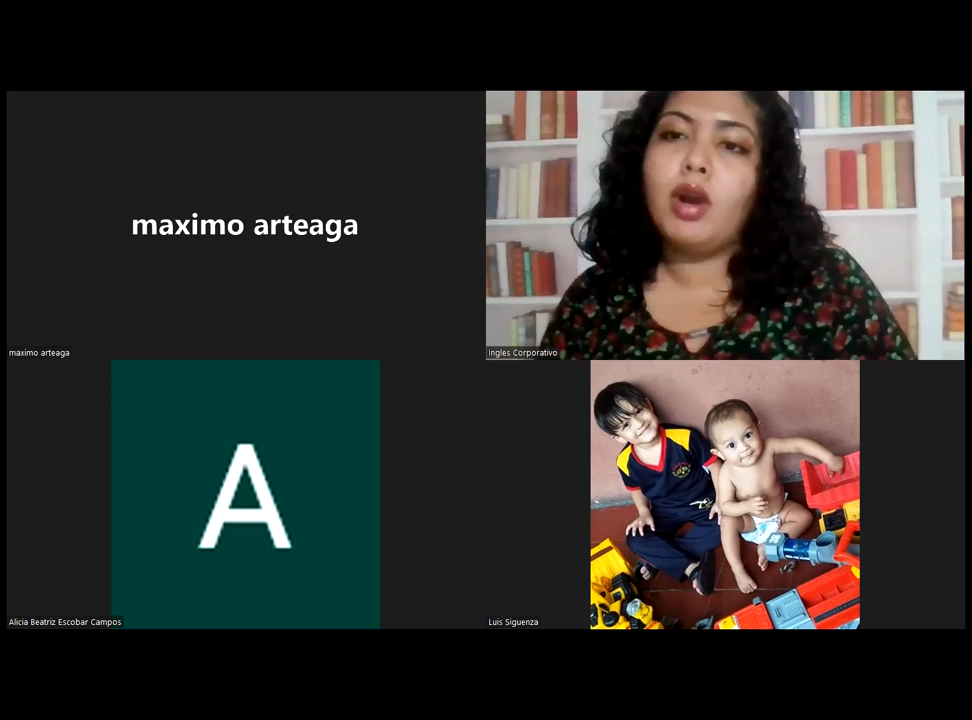 maximo arteaga
maximo arteaga
Ingles Corporativo
A
Alicia Beatriz Escobar Campos
Luis Siguenza